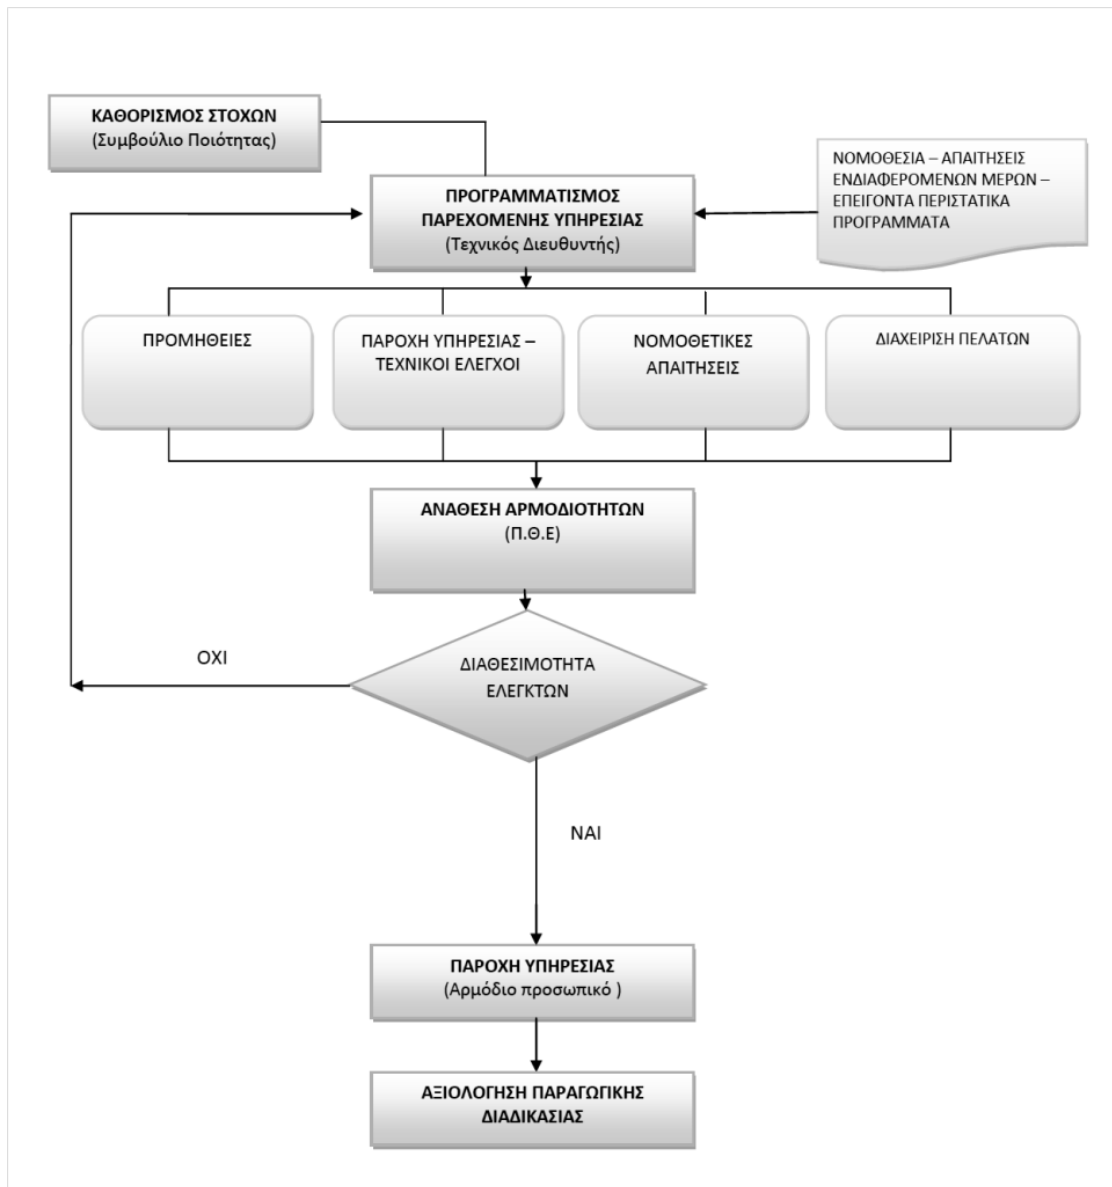 ΚΑΘΟΡΙΣΜΟΣ ΣΤΟΧΩΝ
(Συμβούλιο Ποιότητας)
ΝΟΜΟΘΕΣΙΑ – ΑΠΑΙΤΗΣΕΙΣ
ΕΝΔΙΑΦΕΡΟΜΕΝΩΝ ΜΕΡΩΝ –
ΕΠΕΙΓΟΝΤΑ ΠΕΡΙΣΤΑΤΙΚΑ
ΠΡΟΓΡΑΜΜΑΤΑ
ΠΡΟΓΡΑΜΜΑΤΙΣΜΟΣ
ΠΑΡΕΧΟΜΕΝΗΣ ΥΠΗΡΕΣΙΑΣ
(Τεχνικός Διευθυντής)
ΠΡΟΜΗΘΕΙΕΣ
ΠΑΡΟΧΗ ΥΠΗΡΕΣΙΑΣ –
ΤΕΧΝΙΚΟΙ ΕΛΕΓΧΟΙ
ΝΟΜΟΘΕΤΙΚΕΣ
ΑΠΑΙΤΗΣΕΙΣ
ΔΙΑΧΕΙΡΙΣΗ ΠΕΛΑΤΩΝ
ΑΝΑΘΕΣΗ ΑΡΜΟΔΙΟΤΗΤΩΝ
(Π.Θ.Ε)
ΔΙΑΘΕΣΙΜΟΤΗΤΑ
ΕΛΕΓΚΤΩΝ
ΟΧΙ
ΝΑΙ
ΠΑΡΟΧΗ ΥΠΗΡΕΣΙΑΣ
(Αρμόδιο προσωπικό )
ΑΞΙΟΛΟΓΗΣΗ ΠΑΡΑΓΩΓΙΚΗΣ
ΔΙΑΔΙΚΑΣΙΑΣ